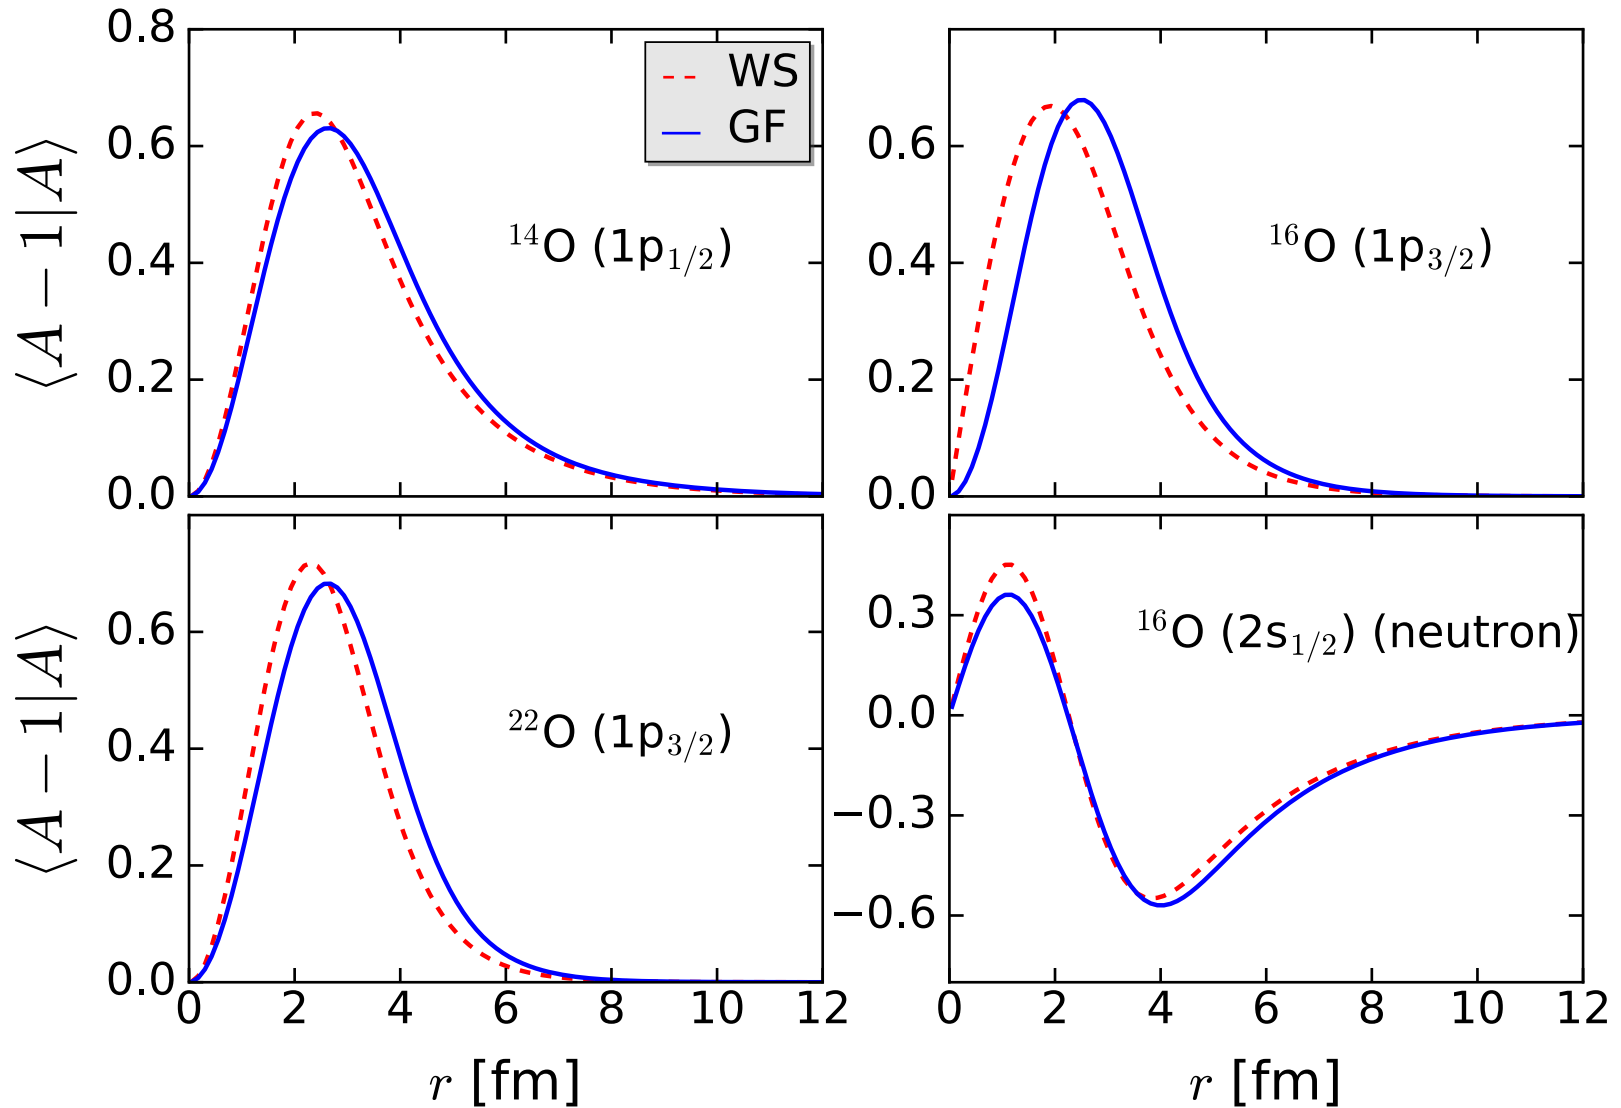 0.8
0.6
0.4
0.2
0.0
⟨A − 1|A⟩
WS
GF
¹⁴O (1p₁/₂)
0.6
0.4
0.2
0.0
¹⁶O (1p₃/₂)
0.6
0.4
0.2
0.0
⟨A − 1|A⟩
²²O (1p₃/₂)
0 2 4 6 8 10 12
r [fm]
0.3
0.0
−0.3
−0.6
¹⁶O (2s₁/₂) (neutron)
0 2 4 6 8 10 12
r [fm]